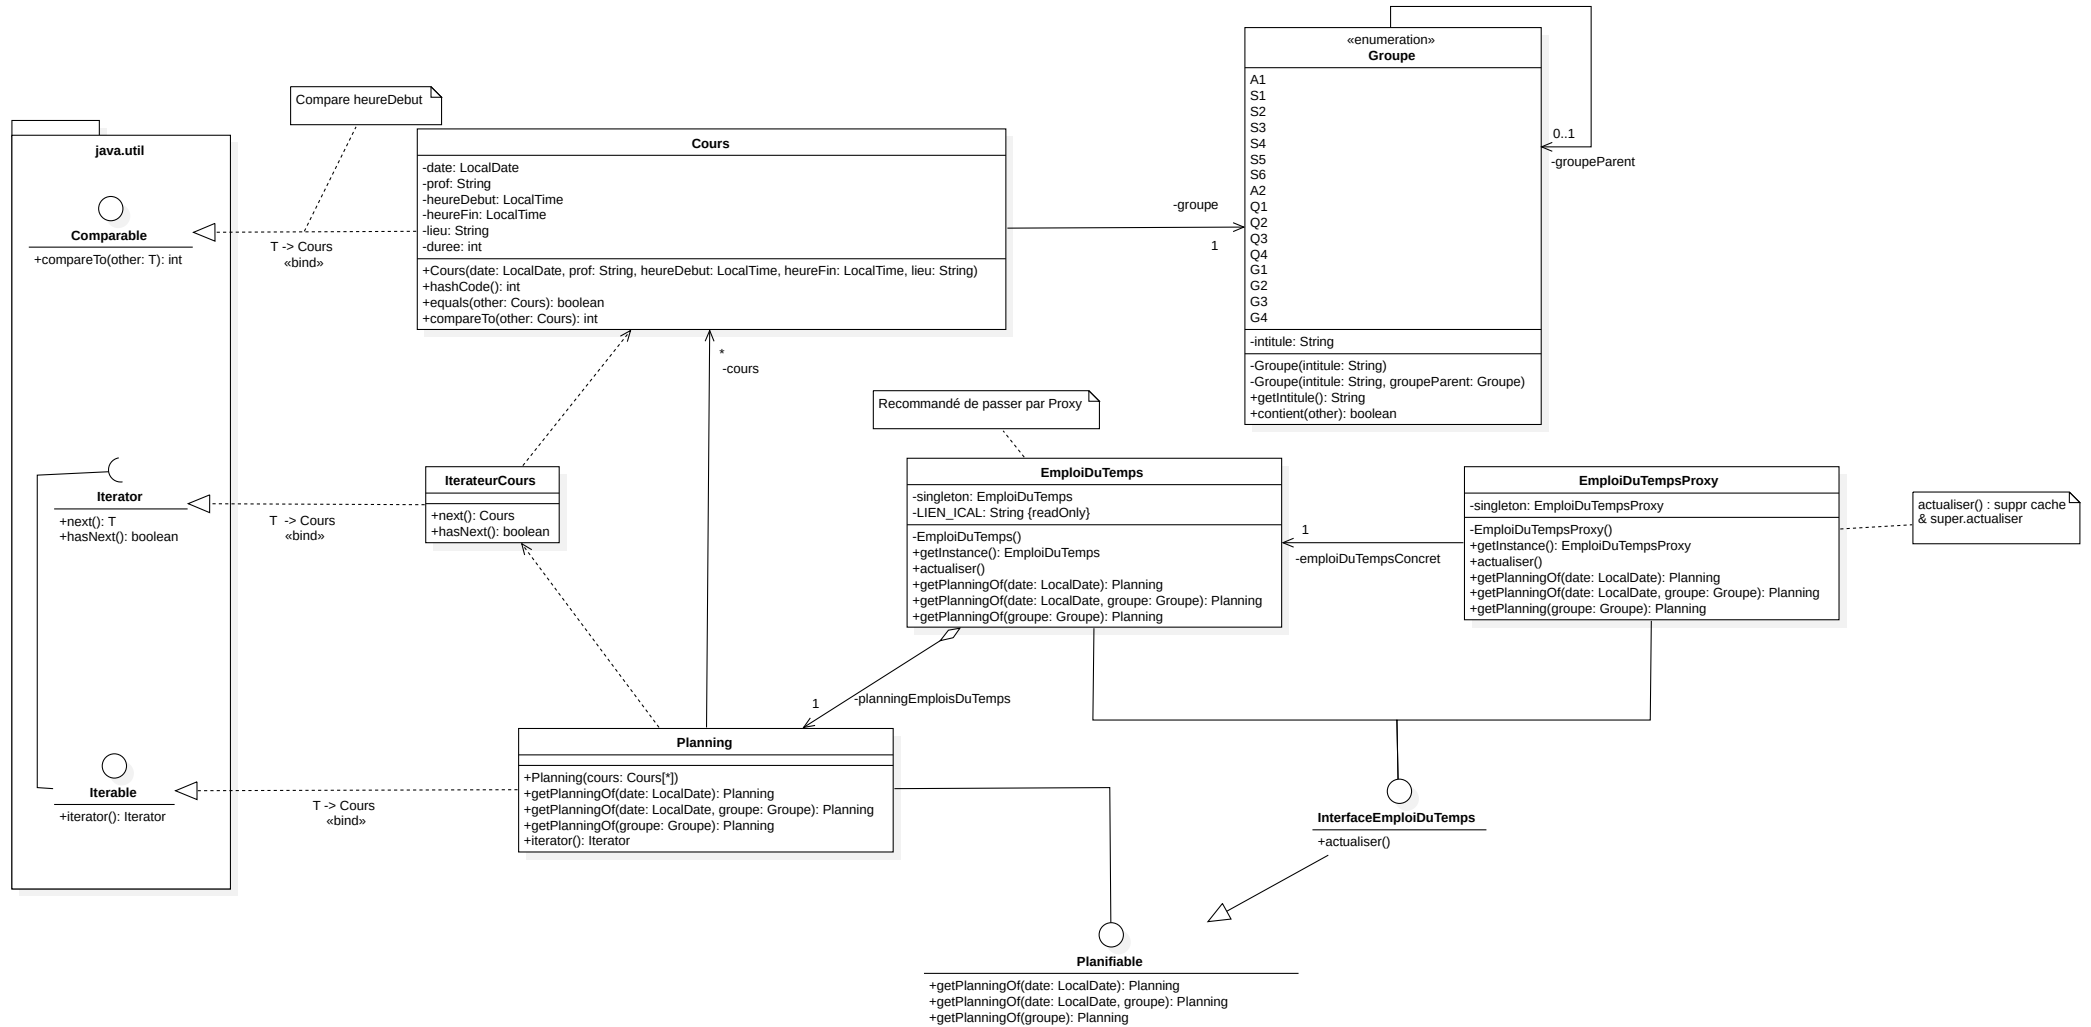 «enumeration»
Groupe
A1
S1
S2
S3
S4
S5
S6
A2
Q1
Q2
Q3
Q4
G1
G2
G3
G4
-intitule: String
-Groupe(intitule: String)
-Groupe(intitule: String, groupeParent: Groupe)
+getIntitule(): String
+contient(other): boolean
0..1
-groupeParent
Compare heureDebut
java.util
Comparable
+compareTo(other: T): int
T -> Cours
«bind»
Cours
-date: LocalDate
-prof: String
-heureDebut: LocalTime
-heureFin: LocalTime
-lieu: String
-duree: int
+Cours(date: LocalDate, prof: String, heureDebut: LocalTime, heureFin: LocalTime, lieu: String)
+hashCode(): int
+equals(other: Cours): boolean
+compareTo(other: Cours): int
-groupe
1
*
-cours
Recommandé de passer par Proxy
Iterator
+next(): T
+hasNext(): boolean
T -> Cours
«bind»
IterateurCours
+next(): Cours
+hasNext(): boolean
EmploiDuTemps
-singleton: EmploiDuTemps
-LIEN_ICAL: String {readOnly}
-EmploiDuTemps()
+getInstance(): EmploiDuTemps
+actualiser()
+getPlanningOf(date: LocalDate): Planning
+getPlanningOf(date: LocalDate, groupe: Groupe): Planning
+getPlanningOf(groupe: Groupe): Planning
1
-emploiDuTempsConcret
EmploiDuTempsProxy
-singleton: EmploiDuTempsProxy
-EmploiDuTempsProxy()
+getInstance(): EmploiDuTempsProxy
+actualiser()
+getPlanningOf(date: LocalDate): Planning
+getPlanningOf(date: LocalDate, groupe: Groupe): Planning
+getPlanning(groupe: Groupe): Planning
actualiser() : suppr cache
& super.actualiser
1
-planningEmploisDuTemps
Iterable
+iterator(): Iterator
T -> Cours
«bind»
Planning
+Planning(cours: Cours[*])
+getPlanningOf(date: LocalDate): Planning
+getPlanningOf(date: LocalDate, groupe: Groupe): Planning
+getPlanningOf(groupe: Groupe): Planning
+iterator(): Iterator
InterfaceEmploiDuTemps
+actualiser()
Planifiable
+getPlanningOf(date: LocalDate): Planning
+getPlanningOf(date: LocalDate, groupe): Planning
+getPlanningOf(groupe): Planning